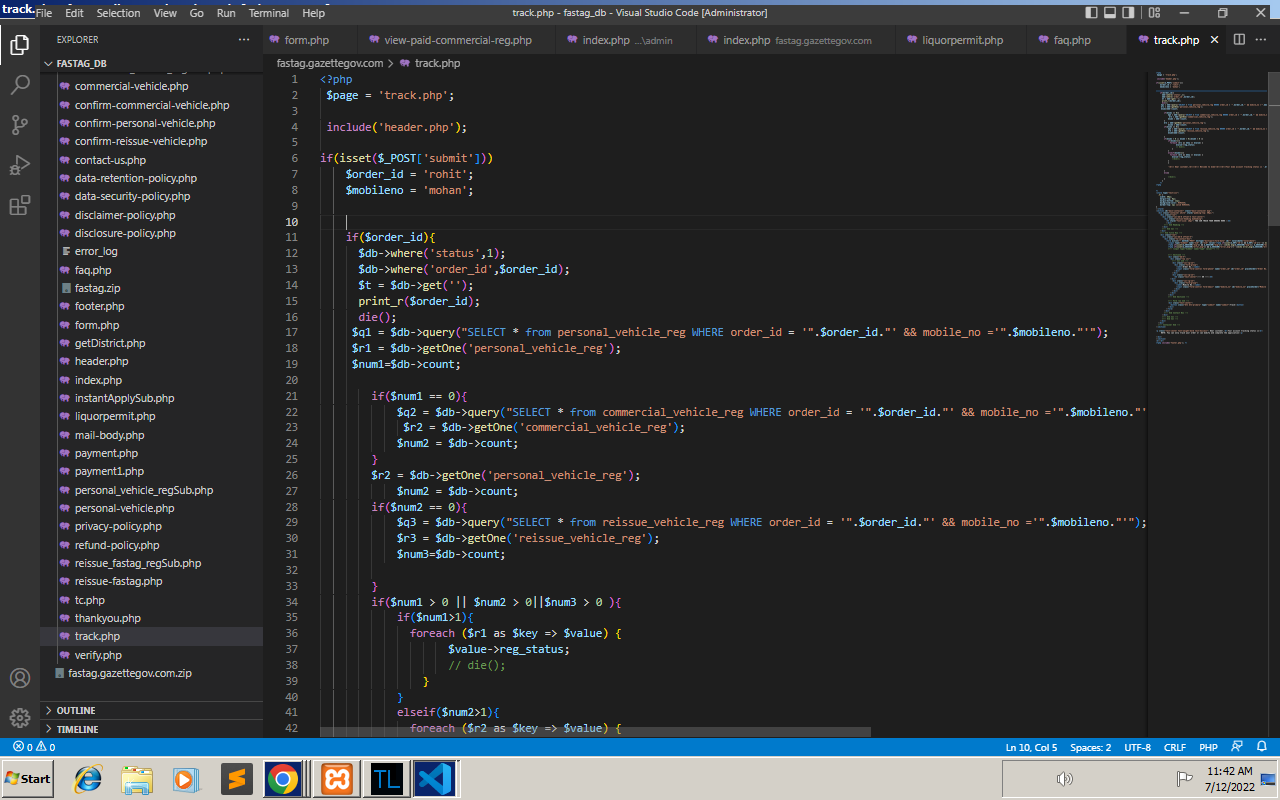 track.
File Edit Selection View Go Run Terminal Help
track.php - fastag_db - Visual Studio Code [Administrator]
EXPLORER
FASTAG_DB
commercial-vehicle.php
confirm-commercial-vehicle.php
confirm-personal-vehicle.php
confirm-reissue-vehicle.php
contact-us.php
data-retention-policy.php
data-security-policy.php
disclaimer-policy.php
disclosure-policy.php
error_log
faq.php
fastag.zip
footer.php
form.php
getDistrict.php
header.php
index.php
instantApplySub.php
liquorpermit.php
mail-body.php
payment.php
payment1.php
personal_vehicle_regSub.php
personal-vehicle.php
privacy-policy.php
refund-policy.php
reissue_fastag_regSub.php
reissue-fastag.php
tc.php
thankyou.php
track.php
verify.php
fastag.gazettegov.com.zip
OUTLINE
TIMELINE
form.php view-paid-commercial-reg.php index.php ...\admin index.php fastag.gazettegov.com liquorpermit.php faq.php track.php
fastag.gazettegov.com > track.php
1 <?php
2 $page = 'track.php';
3
4 include('header.php');
5
6 if(isset($_POST['submit']))
7 $order_id = 'rohit';
8 $mobileno = 'mohan';
9
10
11 if($order_id){
12 $db->where('status',1);
13 $db->where('order_id',$order_id);
14 $t = $db->get('');
15 print_r($order_id);
16 die();
17 $q1 = $db->query("SELECT * from personal_vehicle_reg WHERE order_id = '".$order_id."' && mobile_no ='".$mobileno."'");
18 $r1 = $db->getOne('personal_vehicle_reg');
19 $num1=$db->count;
20
21 if($num1 == 0){
22 $q2 = $db->query("SELECT * from commercial_vehicle_reg WHERE order_id = '".$order_id."' && mobile_no ='".$mobileno."'
23 $r2 = $db->getOne('commercial_vehicle_reg');
24 $num2 = $db->count;
25 }
26 $r2 = $db->getOne('personal_vehicle_reg');
27 $num2 = $db->count;
28 if($num2 == 0){
29 $q3 = $db->query("SELECT * from reissue_vehicle_reg WHERE order_id = '".$order_id."' && mobile_no ='".$mobileno."'");
30 $r3 = $db->getOne('reissue_vehicle_reg');
31 $num3=$db->count;
32
33 }
34 if($num1 > 0 || $num2 > 0||$num3 > 0 ){
35 if($num1>1){
36 foreach ($r1 as $key => $value) {
37 $value->reg_status;
38 // die();
39 }
40 }
41 elseif($num2>1){
42 foreach ($r2 as $key => $value) {
0 0
Ln 10, Col 5 Spaces: 2 UTF-8 CRLF PHP
Start
TL
11:42 AM
7/12/2022